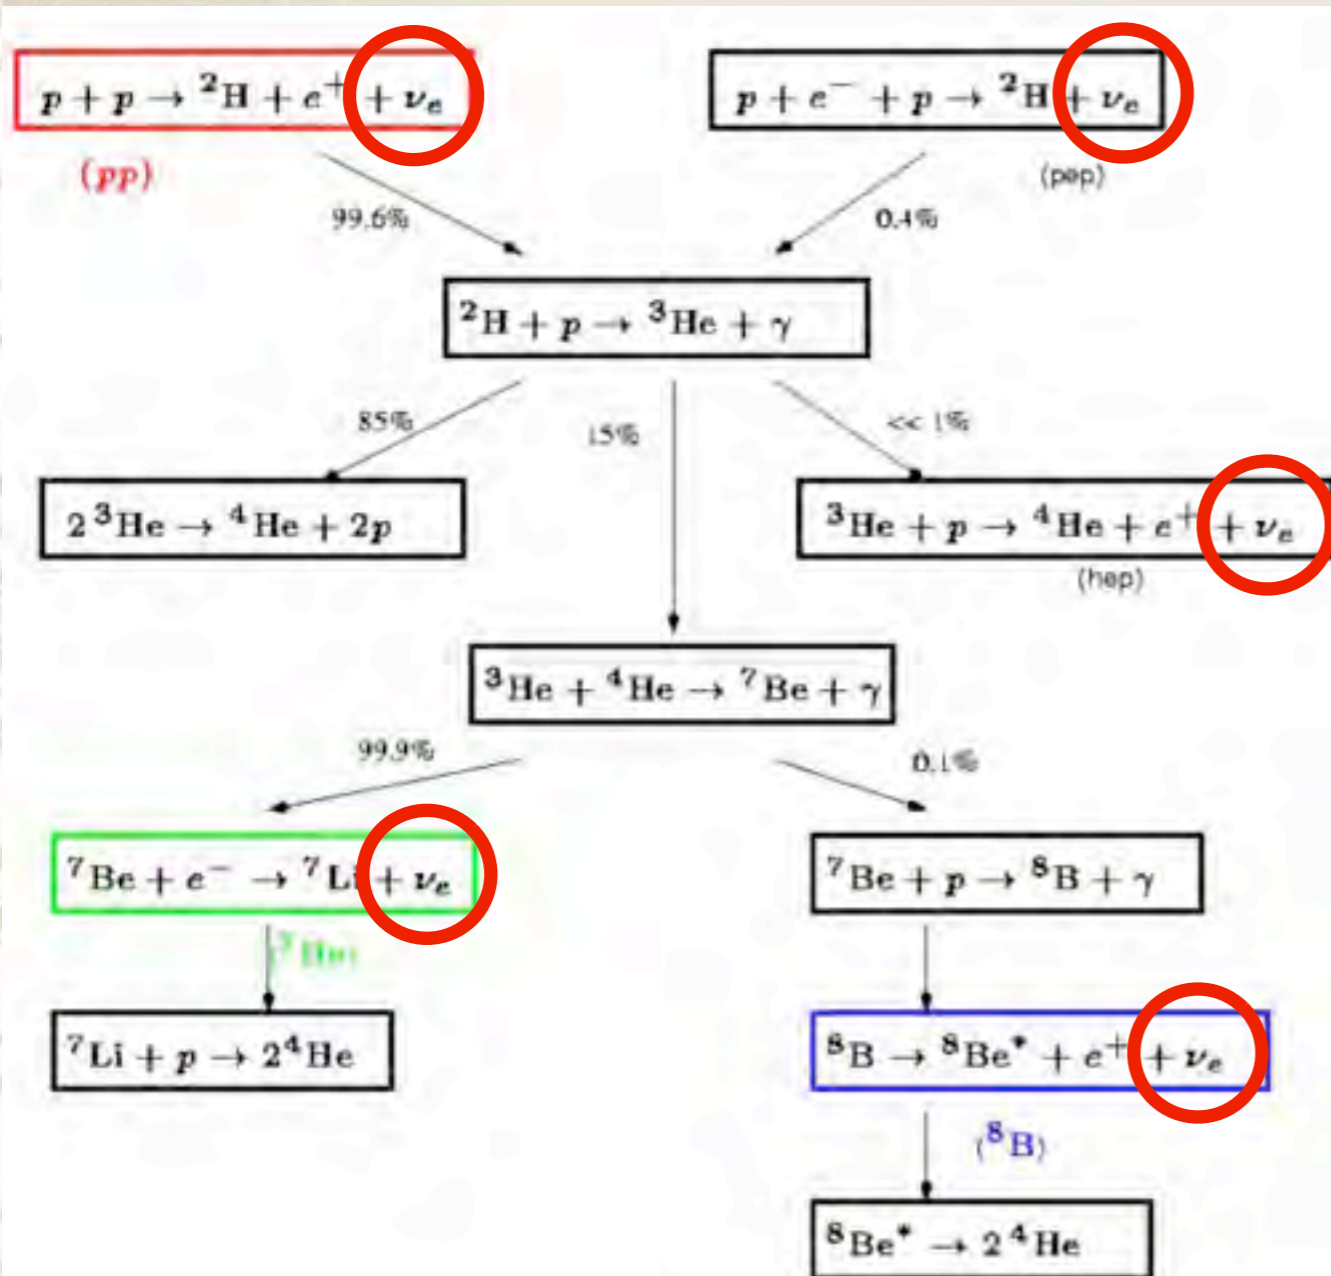 p + p → ²H + e⁺ + νₑ
p + e⁻ + p → ²H + νₑ
(pp)
(pep)
99.6%
0.4%
²H + p → ³He + γ
85%
15%
<< 1%
2 ³He → ⁴He + 2p
³He + p → ⁴He + e⁺ + νₑ
(hep)
³He + ⁴He → ⁷Be + γ
99.9%
0.1%
⁷Be + e⁻ → ⁷Li + νₑ
⁷Be + p → ⁸B + γ
⁷Li + p → 2⁴He
⁸B → ⁸Be* + e⁺ + νₑ
(⁸B)
⁸Be* → 2 ⁴He